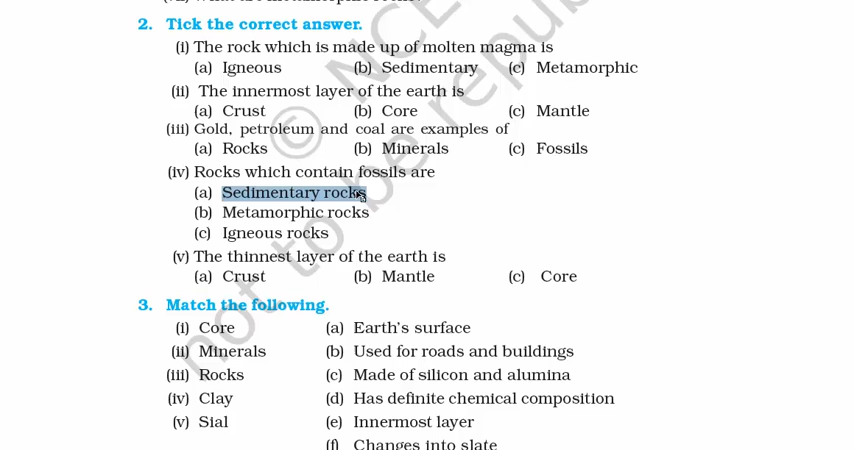 2. Tick the correct answer.
(i) The rock which is made up of molten magma is
(a) Igneous (b) Sedimentary (c) Metamorphic
(ii) The innermost layer of the earth is
(a) Crust (b) Core (c) Mantle
(iii) Gold, petroleum and coal are examples of
(a) Rocks (b) Minerals (c) Fossils
(iv) Rocks which contain fossils are
(a) Sedimentary rocks
(b) Metamorphic rocks
(c) Igneous rocks
(v) The thinnest layer of the earth is
(a) Crust (b) Mantle (c) Core
3. Match the following.
(i) Core (a) Earth's surface
(ii) Minerals (b) Used for roads and buildings
(iii) Rocks (c) Made of silicon and alumina
(iv) Clay (d) Has definite chemical composition
(v) Sial (e) Innermost layer
(f) Changes into slate
© NCE
not to be repub